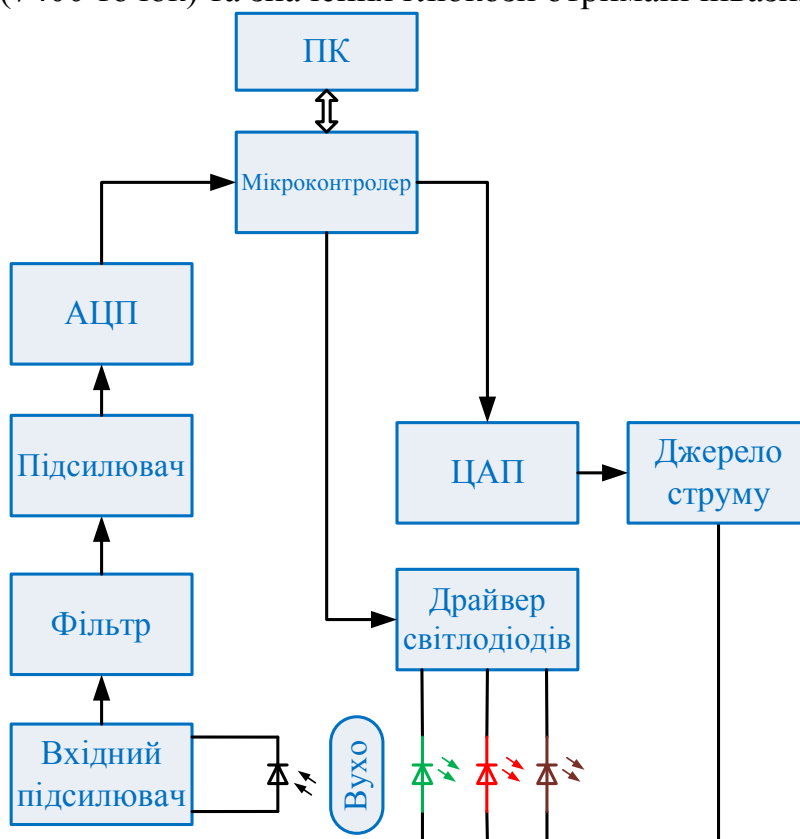 ПК
Мікроконтролер
АЦП
Підсилювач
ЦАП
Джерело
струму
Фільтр
Драйвер
світлодіодів
Вхідний
підсилювач
Вухо